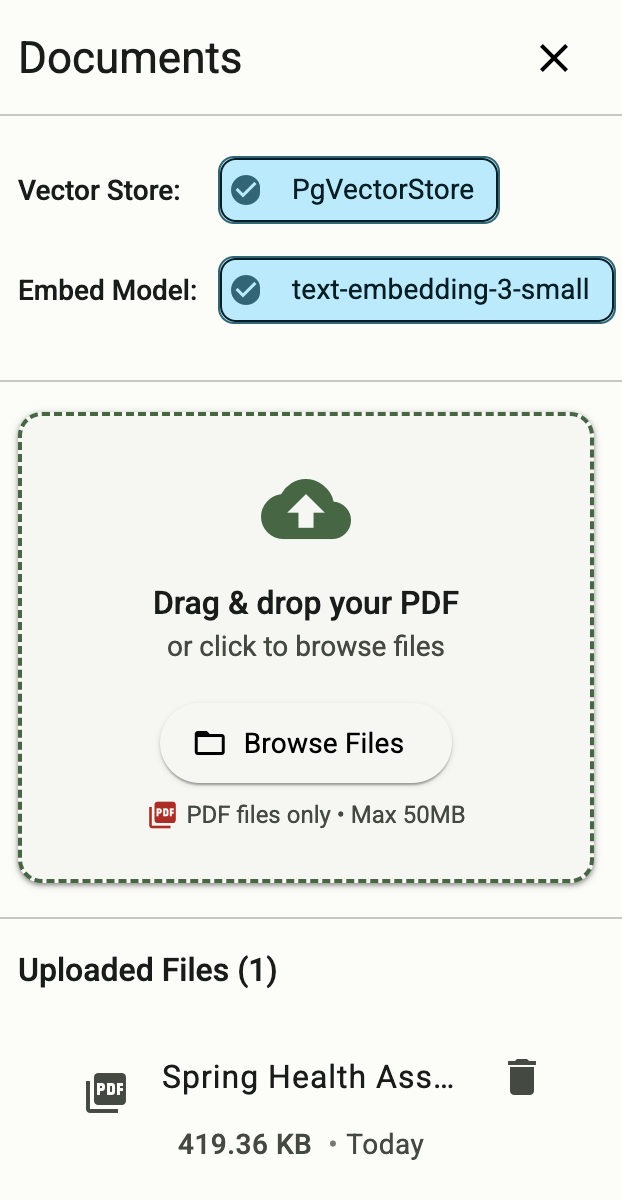 Documents
Vector Store: PgVectorStore
Embed Model: text-embedding-3-small
Drag & drop your PDF
or click to browse files
Browse Files
PDF PDF files only • Max 50MB
Uploaded Files (1)
PDF Spring Health Ass...
419.36 KB • Today